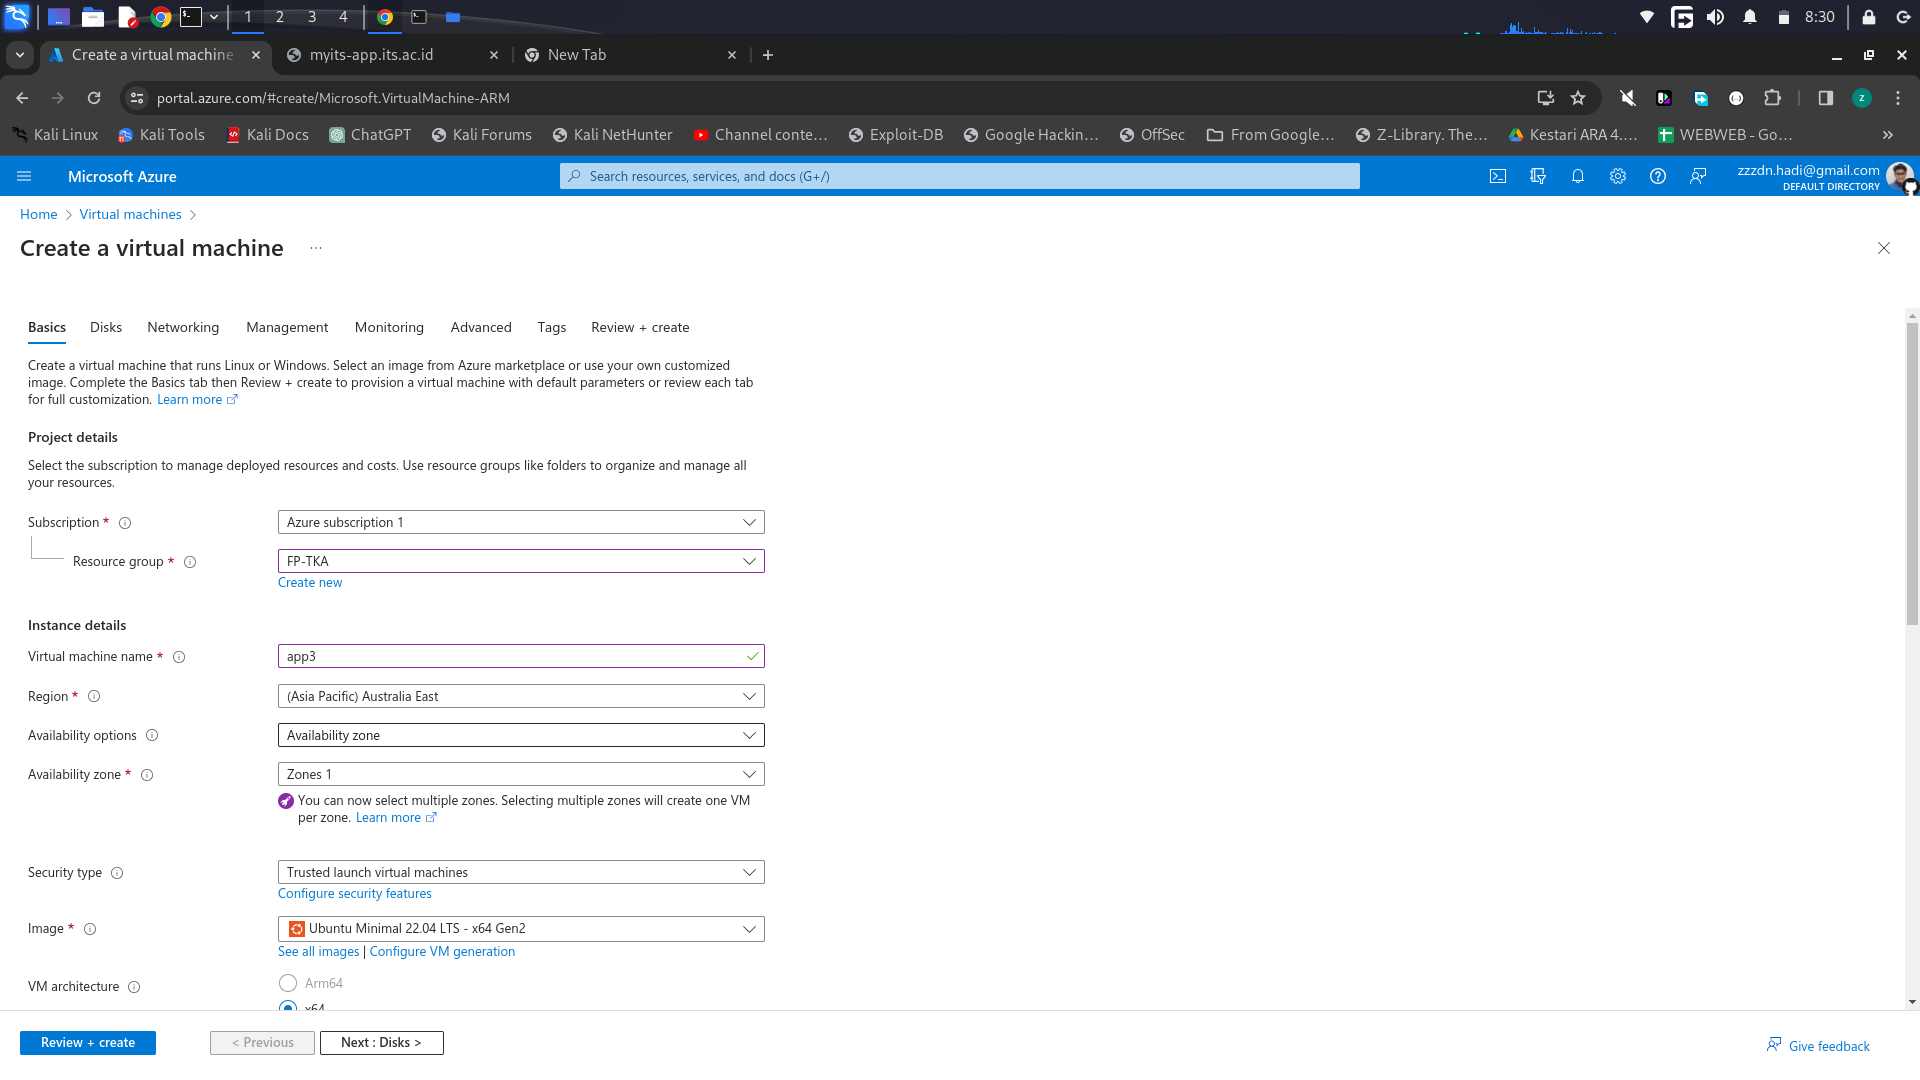 1 2 3 4 8:30
Create a virtual machine myits-app.its.ac.id New Tab
portal.azure.com/#create/Microsoft.VirtualMachine-ARM
Kali Linux Kali Tools Kali Docs ChatGPT Kali Forums Kali NetHunter Channel conte… Exploit-DB Google Hackin… OffSec From Google… Z-Library. The… Kestari ARA 4.… WEBWEB - Go…
Microsoft Azure Search resources, services, and docs (G+/) zzzdn.hadi@gmail.com
DEFAULT DIRECTORY
Home Virtual machines
Create a virtual machine ...
Basics Disks Networking Management Monitoring Advanced Tags Review + create
Create a virtual machine that runs Linux or Windows. Select an image from Azure marketplace or use your own customized
image. Complete the Basics tab then Review + create to provision a virtual machine with default parameters or review each tab
for full customization. Learn more
Project details
Select the subscription to manage deployed resources and costs. Use resource groups like folders to organize and manage all
your resources.
Subscription * Azure subscription 1
Resource group * FP-TKA
Create new
Instance details
Virtual machine name * app3
Region * (Asia Pacific) Australia East
Availability options Availability zone
Availability zone * Zones 1
You can now select multiple zones. Selecting multiple zones will create one VM
per zone. Learn more
Security type Trusted launch virtual machines
Configure security features
Image * Ubuntu Minimal 22.04 LTS - x64 Gen2
See all images | Configure VM generation
VM architecture Arm64
x64
Review + create < Previous Next : Disks > Give feedback